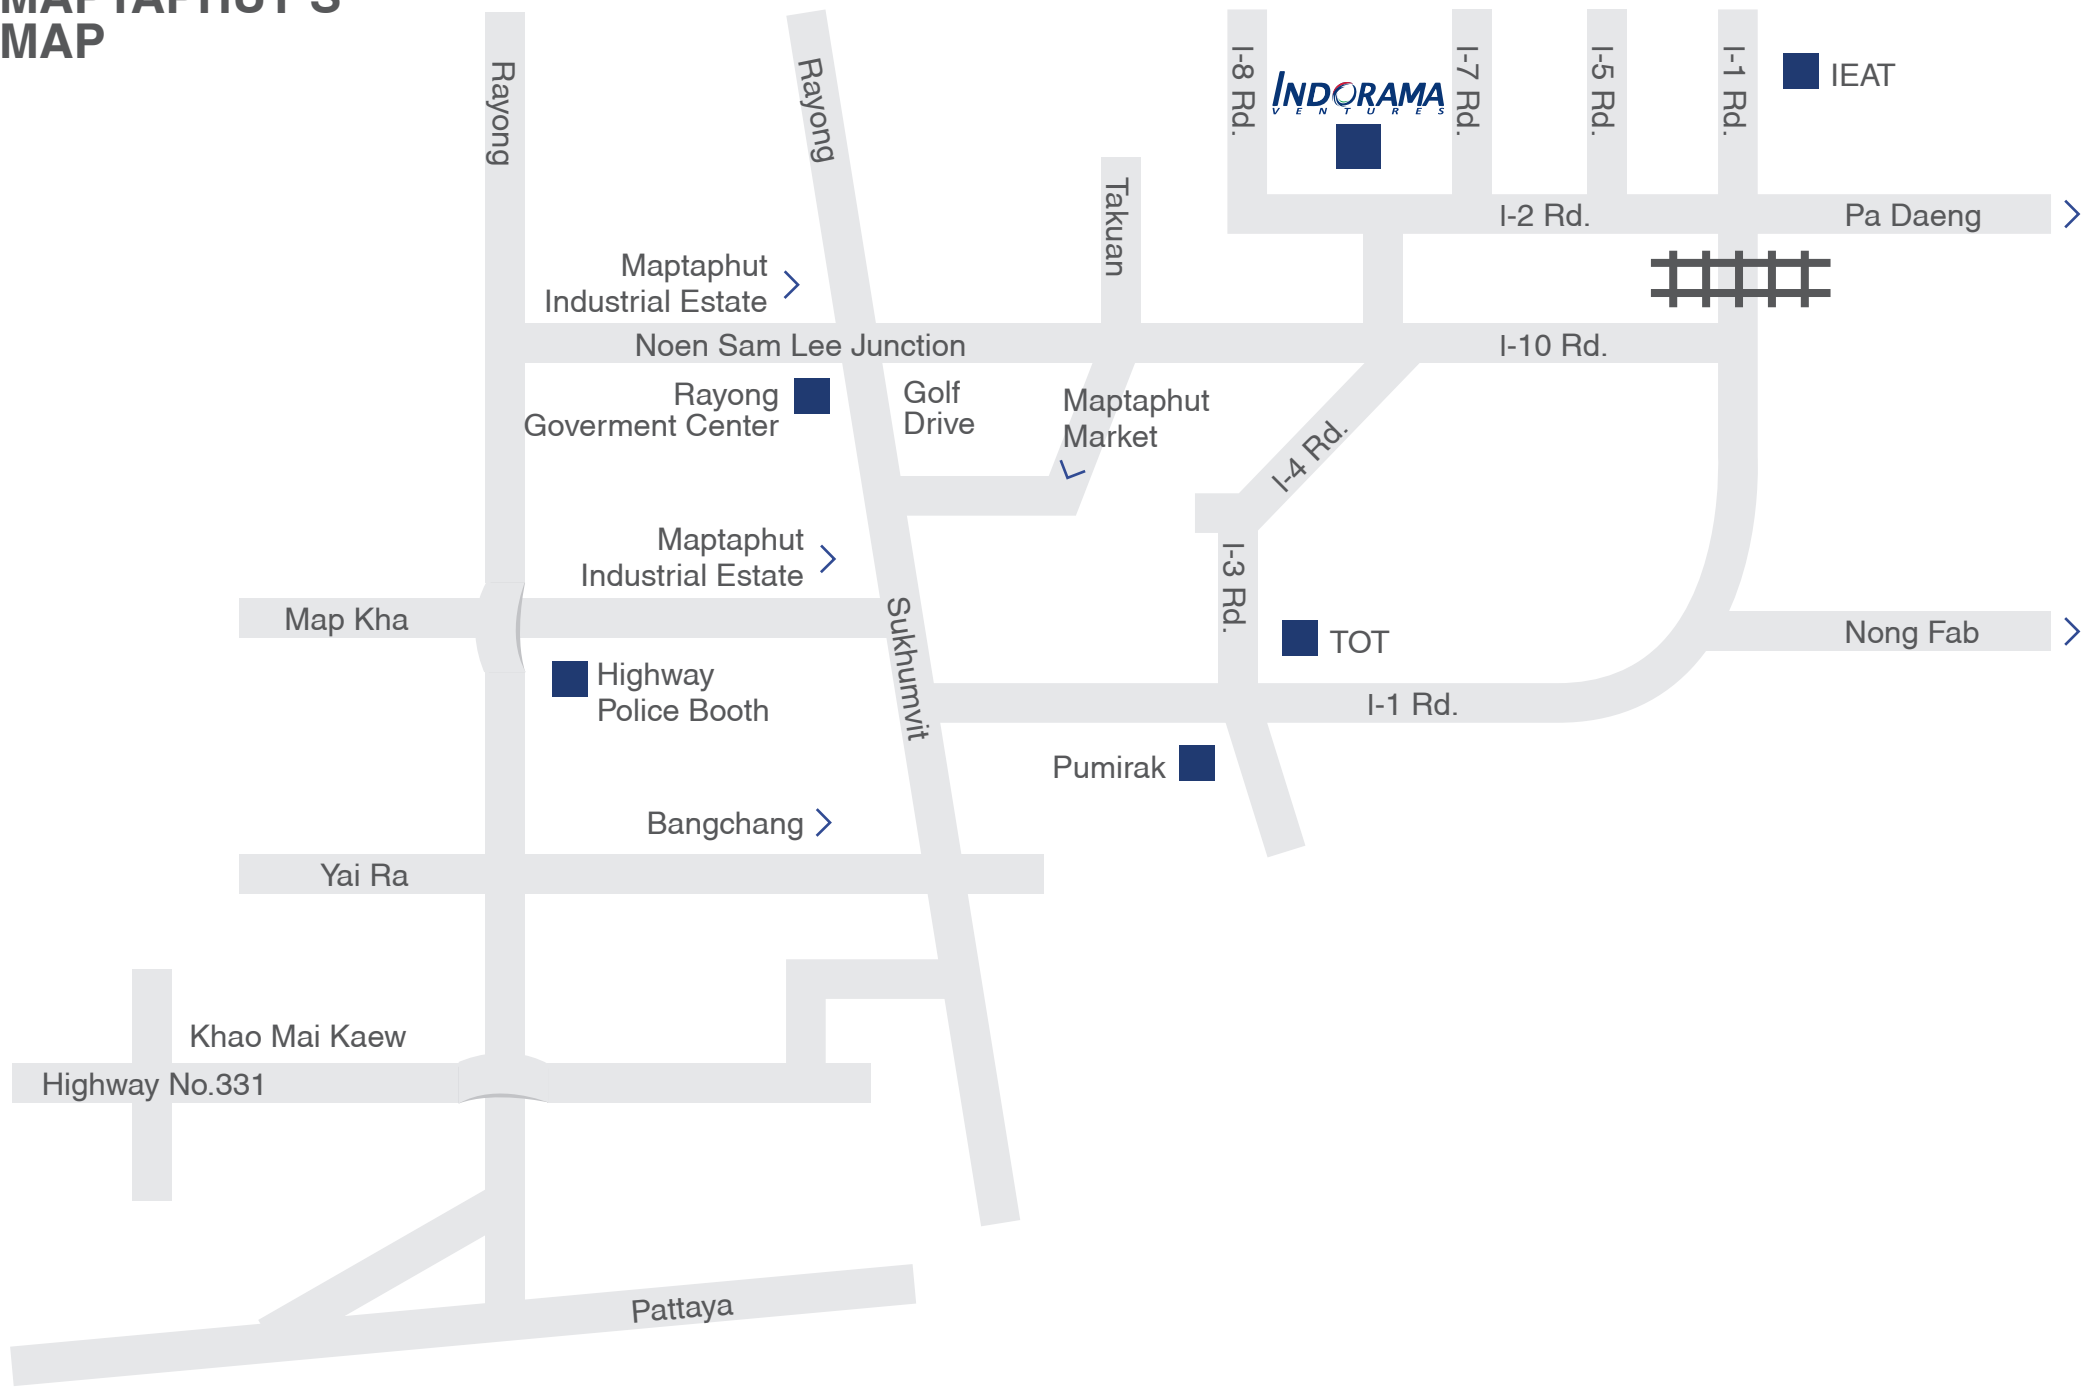 MAPTAPHUT'S
MAP
Rayong
Rayong
I-8 Rd.
INDORAMA
VENTURES
I-7 Rd.
I-5 Rd.
I-1 Rd.
IEAT
Takuan
I-2 Rd.
Pa Daeng
Maptaphut
Industrial Estate
Noen Sam Lee Junction
I-10 Rd.
Rayong
Goverment Center
Golf
Drive
Maptaphut
Market
I-4 Rd.
Maptaphut
Industrial Estate
I-3 Rd.
Map Kha
Sukhumvit
TOT
Nong Fab
Highway
Police Booth
I-1 Rd.
Pumirak
Bangchang
Yai Ra
Khao Mai Kaew
Highway No.331
Pattaya